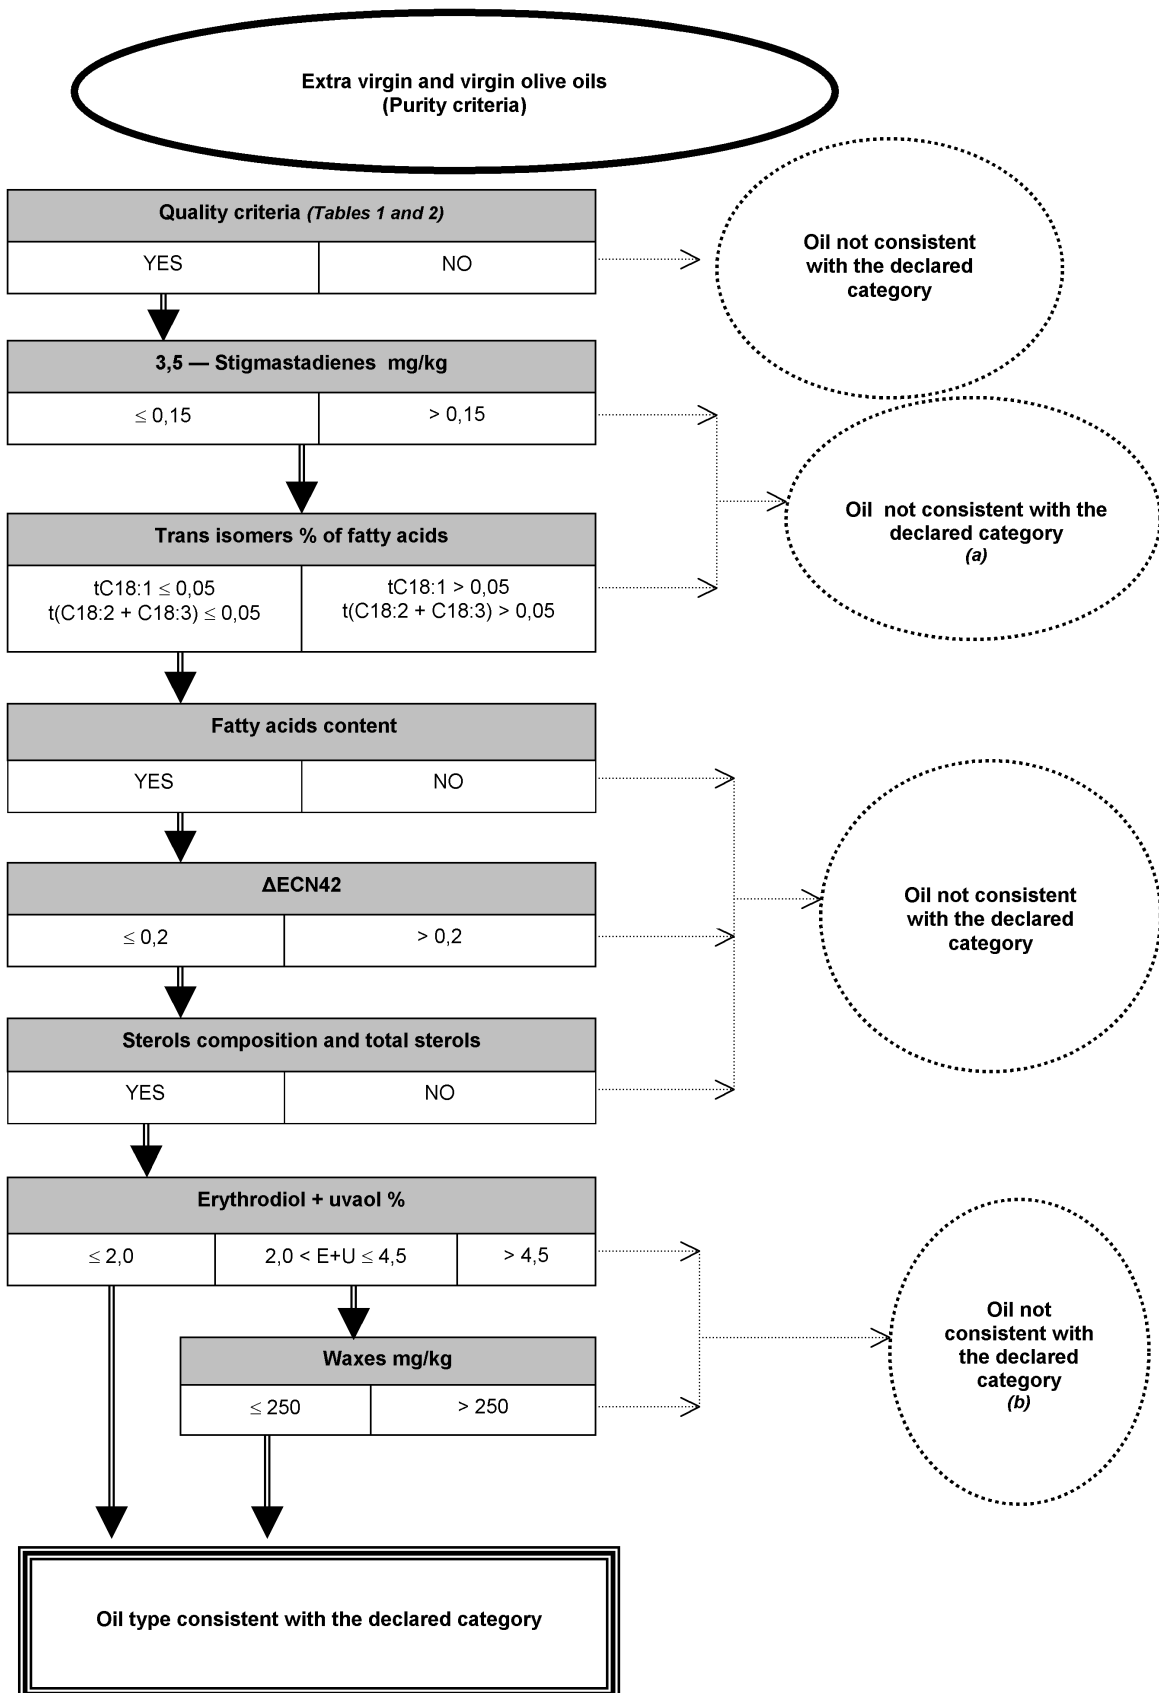 Extra virgin and virgin olive oils
(Purity criteria)
Quality criteria (Tables 1 and 2)
YES
NO
Oil not consistent
with the declared
category
3,5 — Stigmastadienes mg/kg
≤ 0,15
> 0,15
Oil not consistent with the
declared category
(a)
Trans isomers % of fatty acids
tC18:1 ≤ 0,05
t(C18:2 + C18:3) ≤ 0,05
tC18:1 > 0,05
t(C18:2 + C18:3) > 0,05
Fatty acids content
YES
NO
ΔECN42
≤ 0,2
> 0,2
Oil not consistent
with the declared
category
Sterols composition and total sterols
YES
NO
Erythrodiol + uvaol %
≤ 2,0
2,0 < E+U ≤ 4,5
> 4,5
Waxes mg/kg
≤ 250
> 250
Oil not
consistent with
the declared
category
(b)
Oil type consistent with the declared category